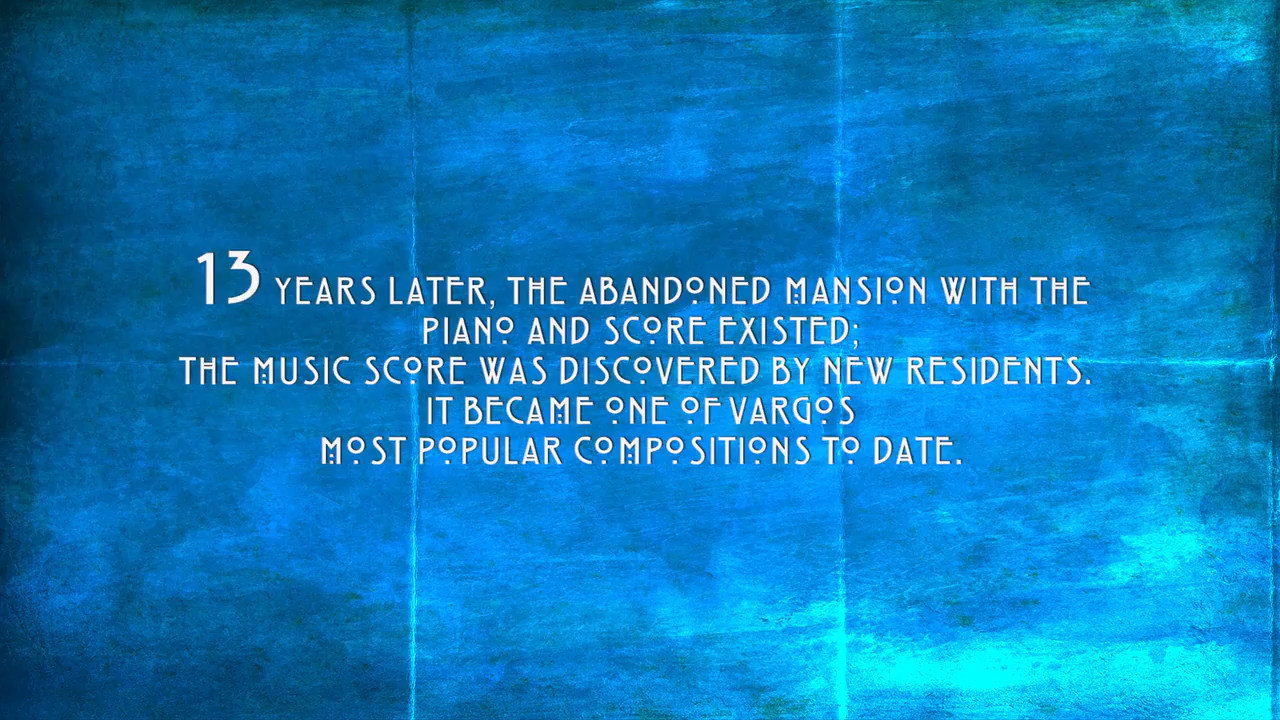 13 YEARS LATER, THE ABANDONED MANSION WITH THE
PIANO AND SCORE EXISTED;
THE MUSIC SCORE WAS DISCOVERED BY NEW RESIDENTS.
IT BECAME ONE OF VARGOS
MOST POPULAR COMPOSITIONS TO DATE.